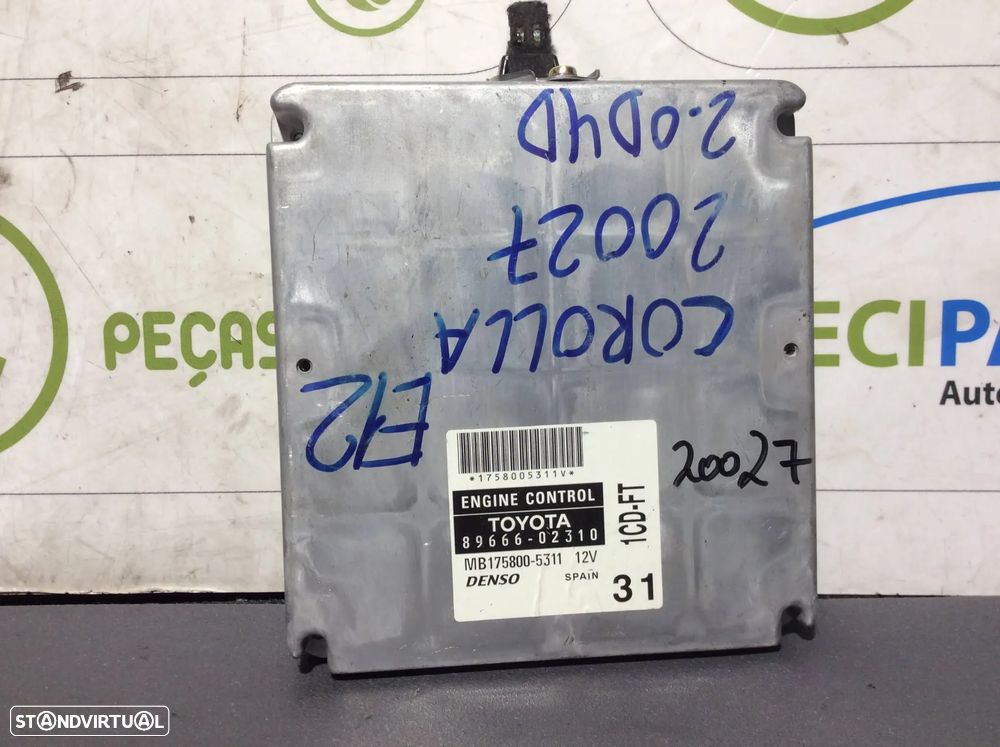 2.0D4D
20027
COROLLA
E12
20027
*1758005311V*
ENGINE CONTROL
TOYOTA
89666-02310
MB175800-5311 12V
DENSO SPAIN
1CD-FT
31
PEÇAS
ECIPA
Auto
STANDVIRTUAL